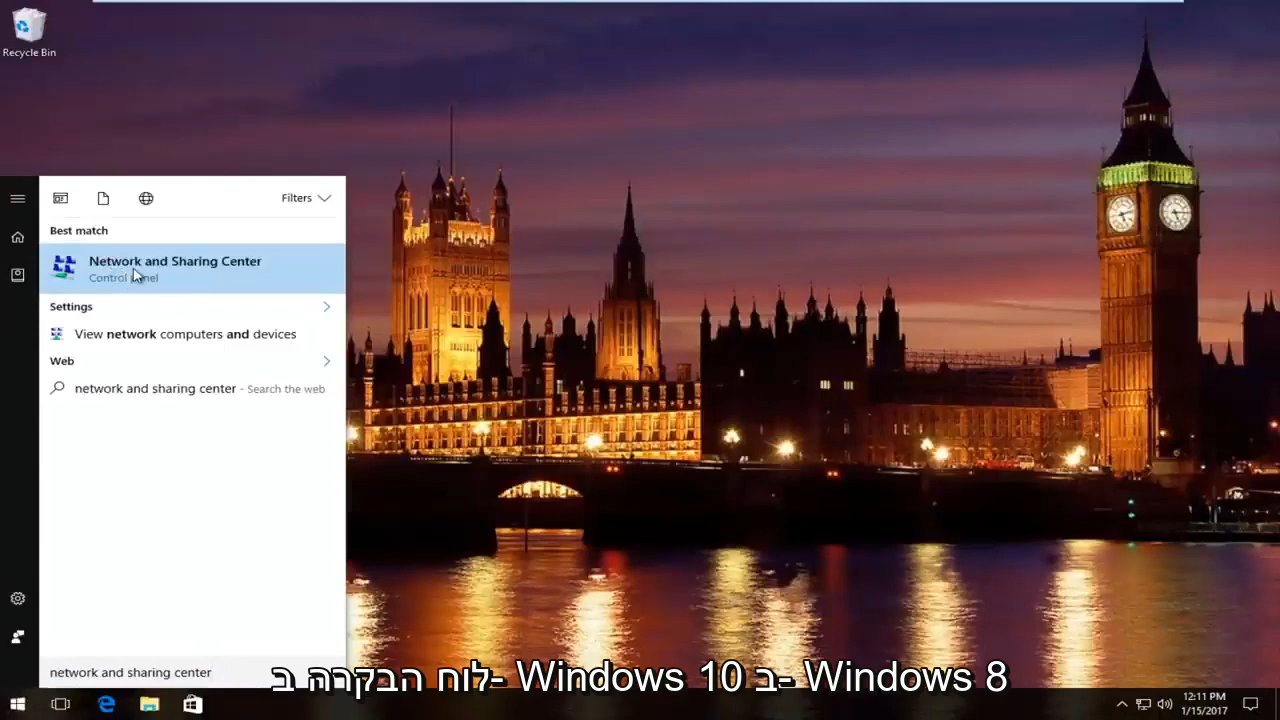 Recycle Bin
Filters
Best match
Network and Sharing Center
Control Panel
Settings
View network computers and devices
Web
network and sharing center - Search the web
network and sharing center
לוח הבקרה ב- Windows 10 ב- Windows 8
12:11 PM
1/15/2017